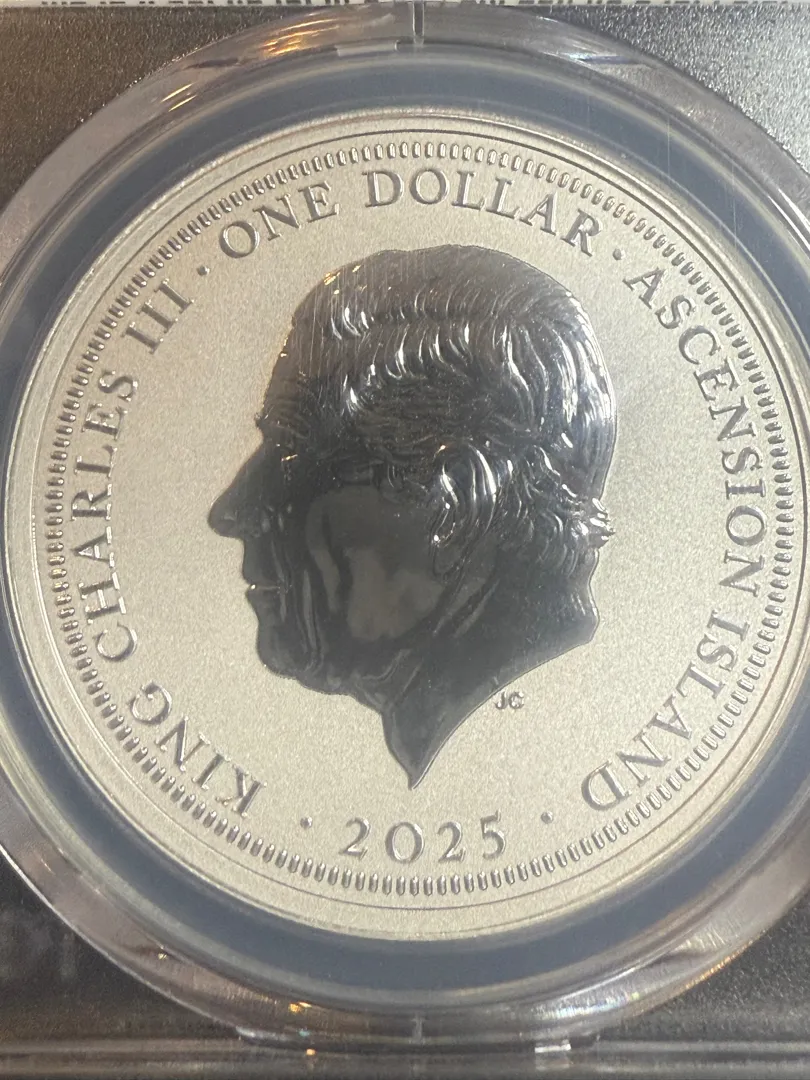 KING CHARLES III · ONE DOLLAR · ASCENSION ISLAND
· 2025 ·
JC